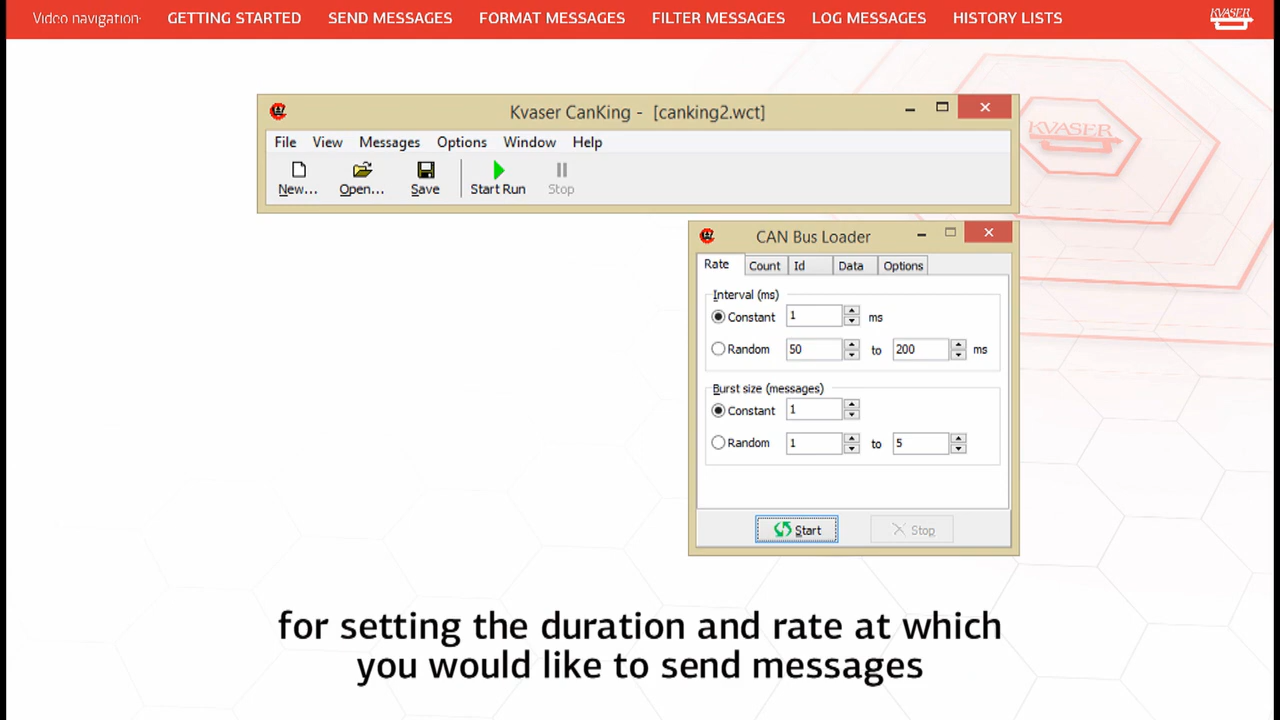 Video navigation: GETTING STARTED SEND MESSAGES FORMAT MESSAGES FILTER MESSAGES LOG MESSAGES HISTORY LISTS KVASER
KVASER
Kvaser CanKing - [canking2.wct]
File View Messages Options Window Help
New... Open... Save Start Run Stop
CAN Bus Loader
Rate Count Id Data Options
Interval (ms)
Constant 1 ms
Random 50 to 200 ms
Burst size (messages)
Constant 1
Random 1 to 5
Start Stop
for setting the duration and rate at which
you would like to send messages